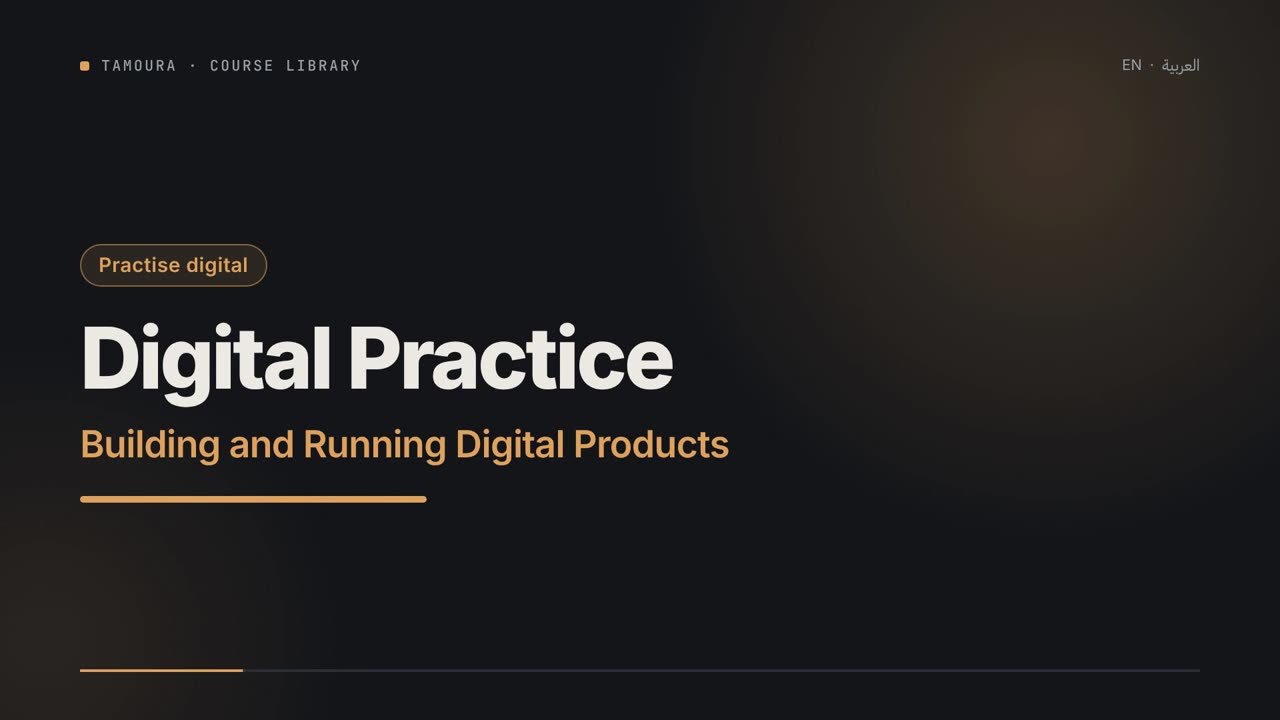 TAMOURA · COURSE LIBRARY
EN · العربية
Practise digital
Digital Practice
Building and Running Digital Products